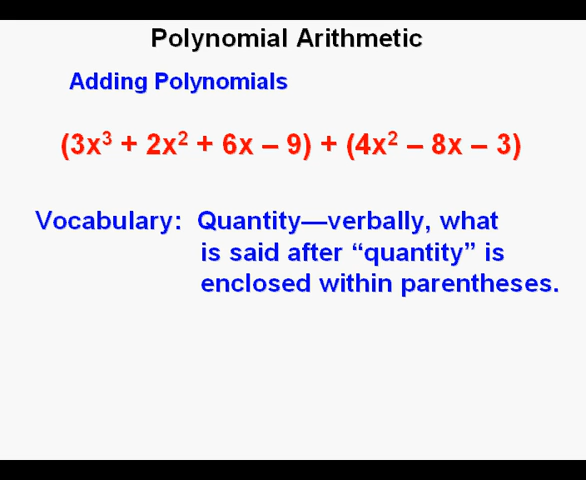 Polynomial Arithmetic
Adding Polynomials
(3x³ + 2x² + 6x – 9) + (4x² – 8x – 3)
Vocabulary: Quantity—verbally, what
is said after “quantity” is
enclosed within parentheses.